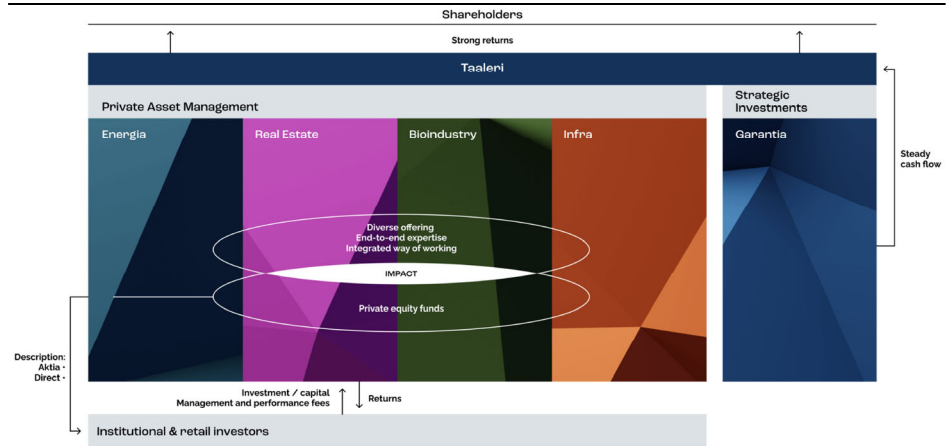 Shareholders
Strong returns
Taaleri
Private Asset Management
Strategic
Investments
Energia
Real Estate
Bioindustry
Infra
Garantia
Steady
cash flow
Diverse offering
End-to-end expertise
Integrated way of working
IMPACT
Private equity funds
Description:
Aktia •
Direct •
Investment / capital
Management and performance fees
Returns
Institutional & retail investors